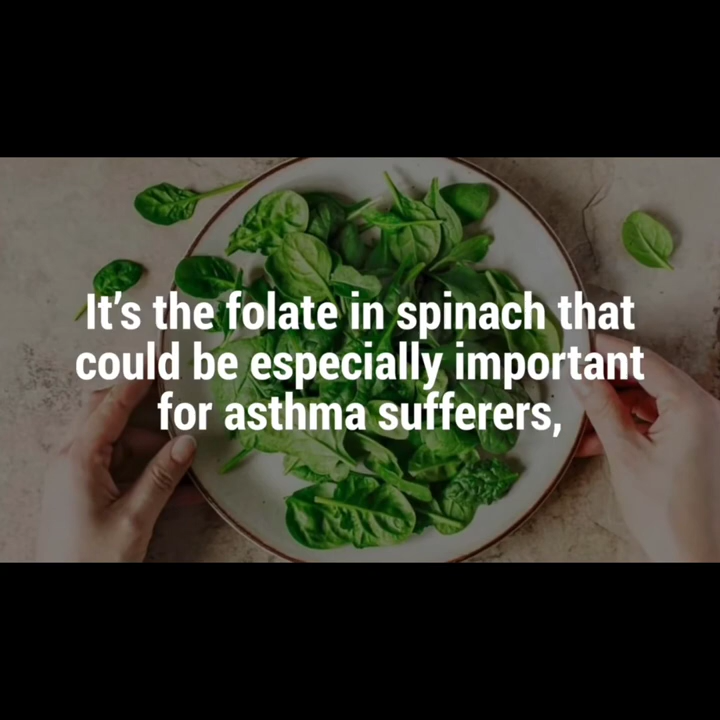 It's the folate in spinach that
could be especially important
for asthma sufferers,